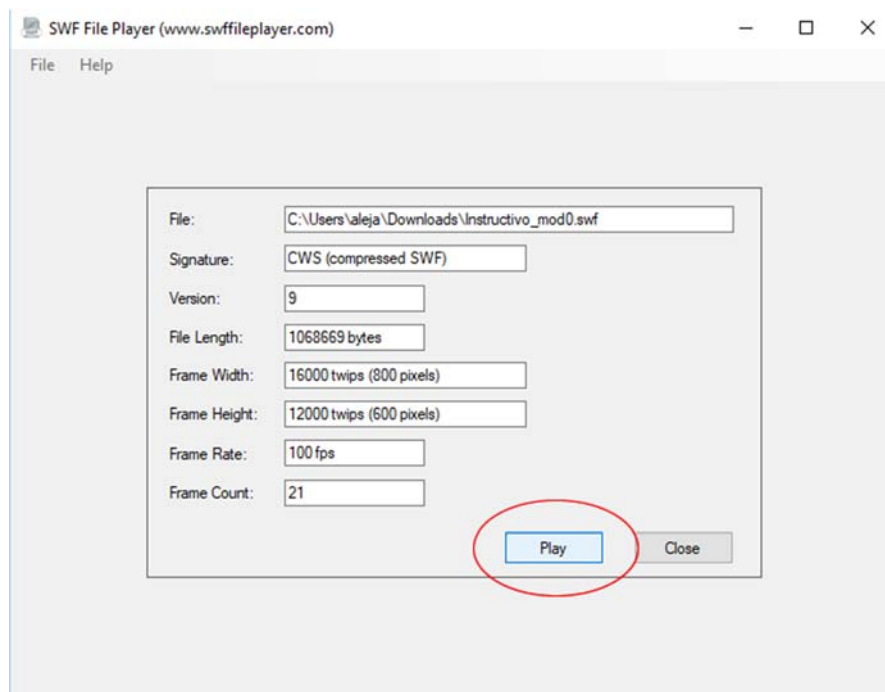 SWF File Player (www.swffileplayer.com)
File Help
File: C:\Users\aleja\Downloads\Instructivo_mod0.swf
Signature: CWS (compressed SWF)
Version: 9
File Length: 1068669 bytes
Frame Width: 16000 twips (800 pixels)
Frame Height: 12000 twips (600 pixels)
Frame Rate: 100 fps
Frame Count: 21
Play Close